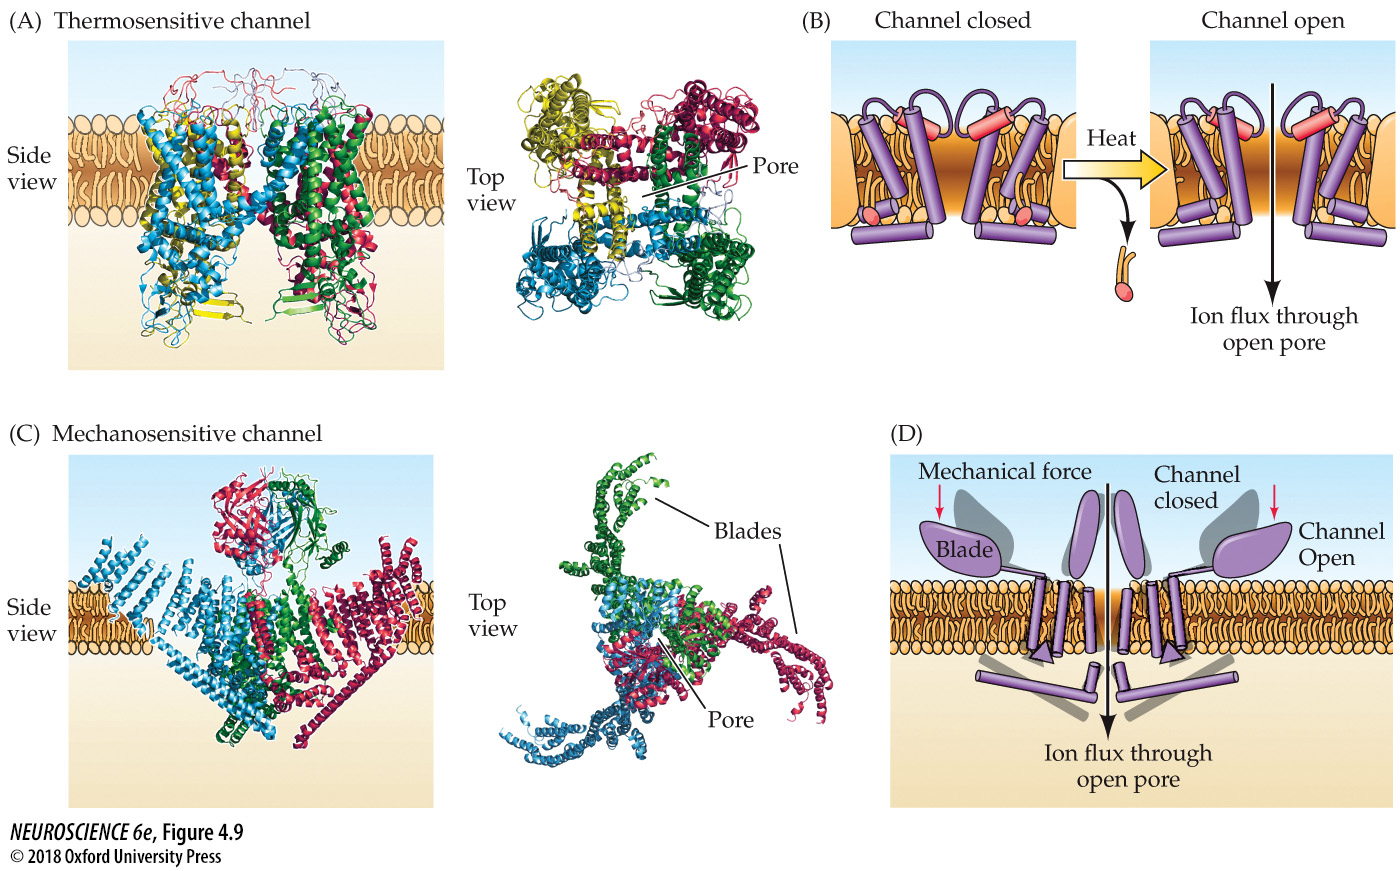 (A) Thermosensitive channel
Side
view
Top
view
Pore
(B)
Channel closed
Channel open
Heat
Ion flux through
open pore
(C) Mechanosensitive channel
Side
view
Top
view
Blades
Pore
(D)
Mechanical force
Channel
closed
Blade
Channel
Open
Ion flux through
open pore
NEUROSCIENCE 6e, Figure 4.9
© 2018 Oxford University Press